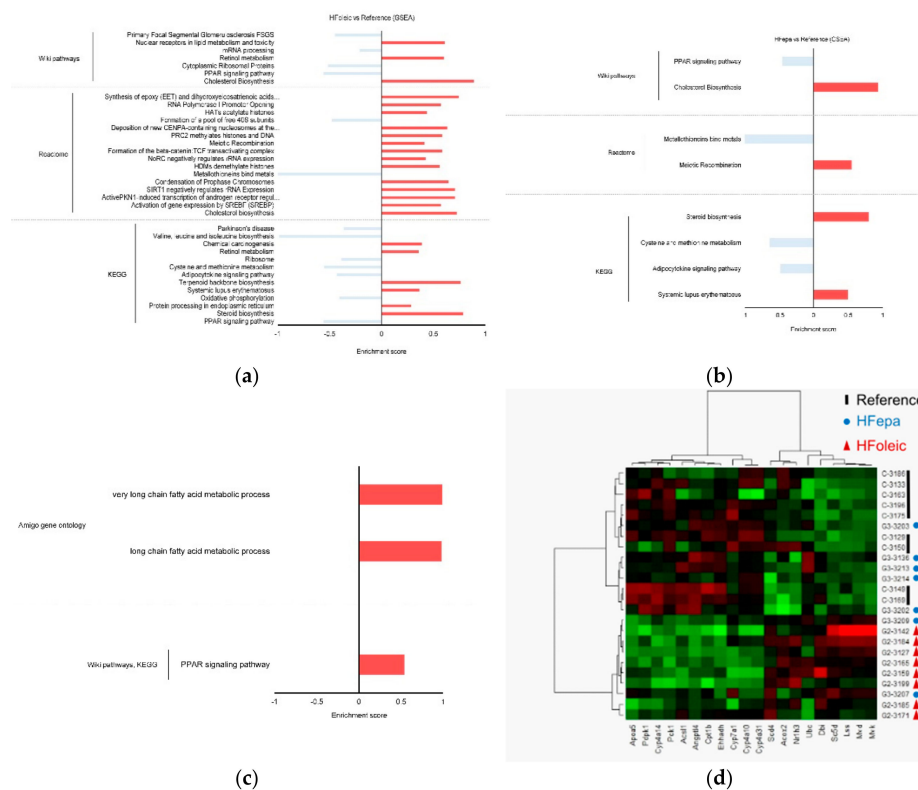 HFoleic vs Reference (GSEA)
Wiki pathways
Primary Focal Segmental Glomeru osclerosis FSGS
Nuclear receptors in lipid metabolism and toxicity
mRNA processing
Retinol metabolism
Cytoplasmic Ribosomal Proteins
PPAR signaling pathway
Cholesterol Biosynthesis
Reactome
Synthesis of epoxy (EET) and dihydroxyeicosatrienoic acids...
RNA Polymerase I Promoter Opening
HATs acetylate histones
Formation of a pool of free 40S subunits
Deposition of new CENPA-containing nucleosomes at the...
PRC2 methylates histones and DNA
Meiotic Recombination
Formation of the beta-catenin:TCF transactivating complex
NoRC negatively regulates rRNA expression
HDMs demethylate histones
Metallothioneins bind metals
Condensation of Prophase Chromosomes
SIRT1 negatively regulates rRNA Expression
ActivePKN1 induced transcription of androgen receptor regul...
Activation of gene expression by SREBF (SREBP)
Cholesterol biosynthesis
KEGG
Parkinson's disease
Valine, leucine and isoleucine biosynthesis
Chemical carcinogenesis
Retinol metabolism
Ribosome
Cysteine and methionine metabolism
Adipocytokine signaling pathway
Terpenoid backbone biosynthesis
Systemic lupus erythematosus
Oxidative phosphorylation
Protein processing in endoplasmic reticulum
Steroid biosynthesis
PPAR signaling pathway
-1 -0.5 0 0.5 1
Enrichment score
(a)
HFepa vs Reference (GSEA)
Wiki pathways
PPAR signaling pathway
Cholesterol Biosynthesis
Reactome
Metallothioneins bind metals
Meiotic Recombination
KEGG
Steroid biosynthesis
Cysteine and methionine metabolism
Adipocytokine signaling pathway
Systemic lupus erythematosus
-1 0.5 0 0.5 1
Enrichment score
(b)
Amigo gene ontology
very long chain fatty acid metabolic process
long chain fatty acid metabolic process
Wiki pathways, KEGG
PPAR signaling pathway
0 0.5 1
Enrichment score
(c)
Reference
HFepa
HFoleic
C-3186
C-3133
C-3163
C-3196
C-3175
G3-3203
C-3129
C-3150
G3-3136
G3-3213
G3-3214
C-3149
C-3169
G3-3202
G3-3209
G2-3142
G2-3184
G2-3127
G2-3165
G2-3159
G2-3199
G3-3207
G2-3185
G2-3171
Apoa5 Pdpk1 Cyp4a14 Pck1 Acsl1 Angptl4 Cpt1b Ehhadh Cyp7a1 Cyp4a10 Cyp4a31 Scd4 Acox2 Nr1h3 Ubc Dbi Sc5d Lss Mvd Mvk
(d)